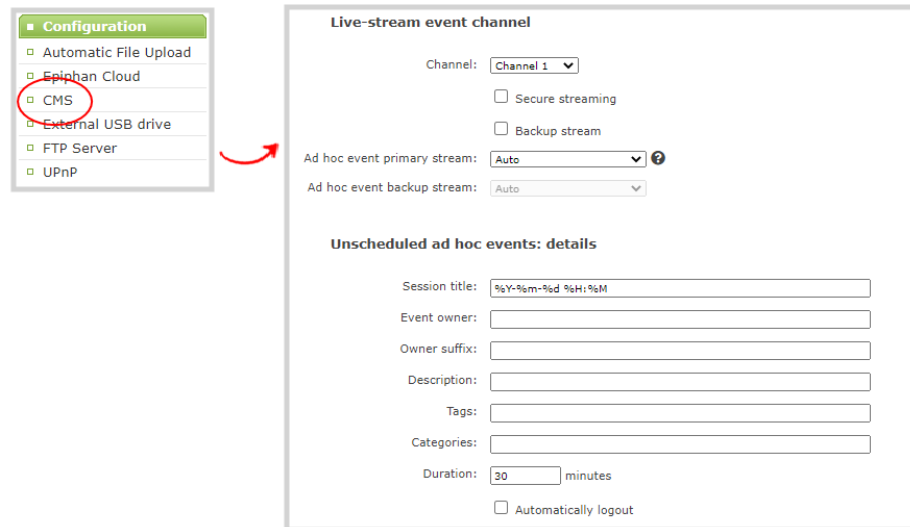 Configuration
Automatic File Upload
Epiphan Cloud
CMS
External USB drive
FTP Server
UPnP
Live-stream event channel
Channel: Channel 1
Secure streaming
Backup stream
Ad hoc event primary stream: Auto ?
Ad hoc event backup stream: Auto
Unscheduled ad hoc events: details
Session title: %Y-%m-%d %H:%M
Event owner:
Owner suffix:
Description:
Tags:
Categories:
Duration: 30 minutes
Automatically logout